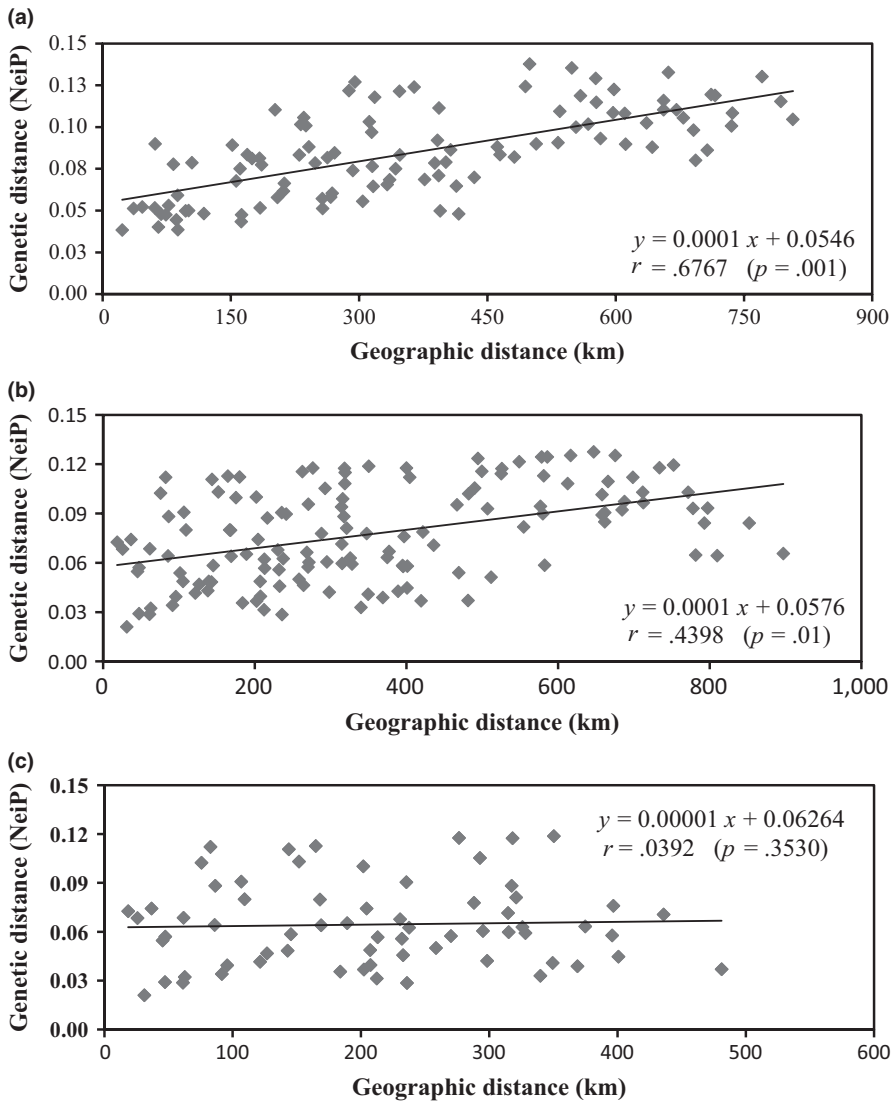 (a)
Genetic distance (NeiP)
0.15
0.13
0.10
0.08
0.05
0.03
0.00
y = 0.0001 x + 0.0546
r = .6767 (p = .001)
0 150 300 450 600 750 900
Geographic distance (km)
(b)
Genetic distance (NeiP)
0.15
0.12
0.09
0.06
0.03
0.00
y = 0.0001 x + 0.0576
r = .4398 (p = .01)
0 200 400 600 800 1,000
Geographic distance (km)
(c)
Genetic distance (NeiP)
0.15
0.12
0.09
0.06
0.03
0.00
y = 0.00001 x + 0.06264
r = .0392 (p = .3530)
0 100 200 300 400 500 600
Geographic distance (km)